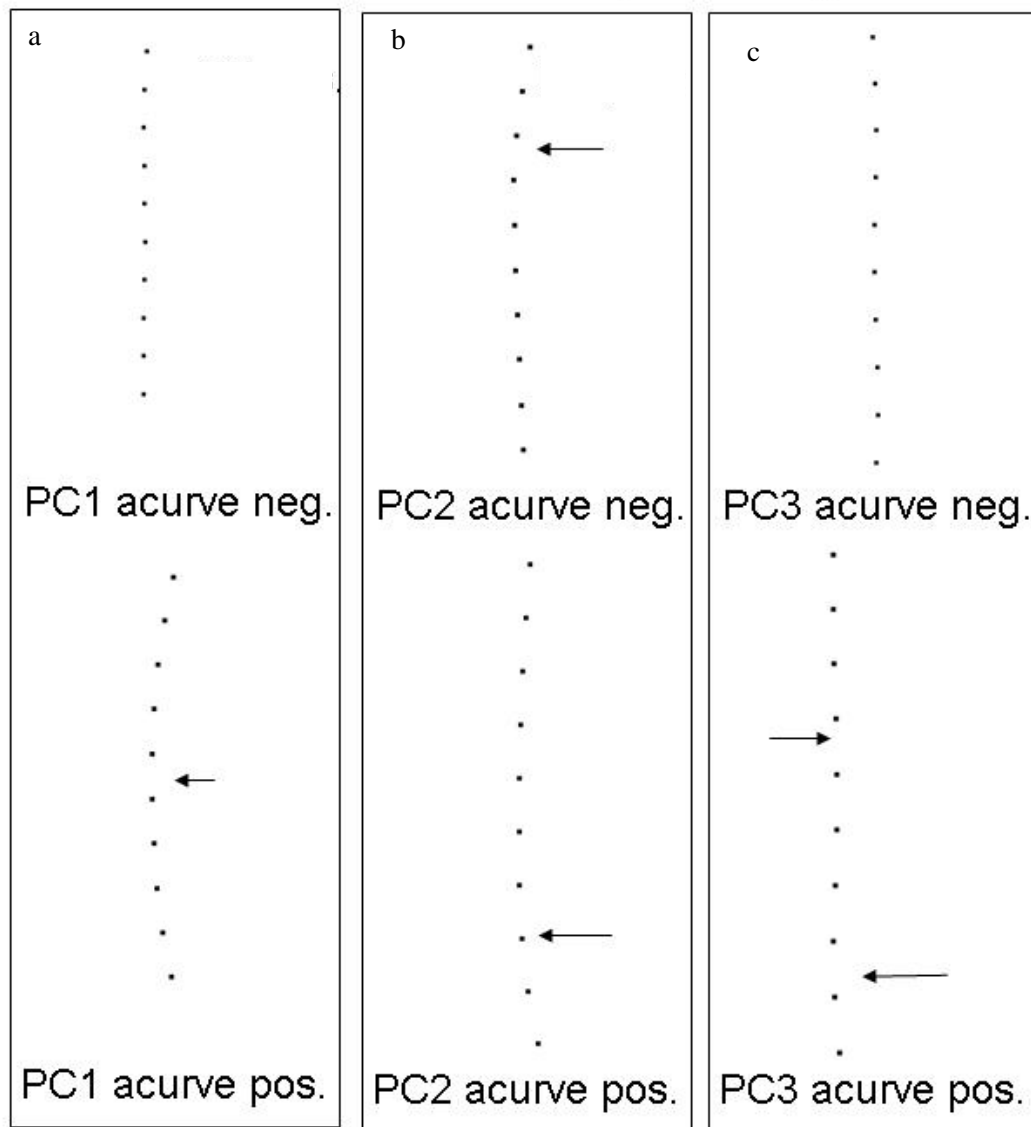 a
b
c
PC1 acurve neg.
PC2 acurve neg.
PC3 acurve neg.
PC1 acurve pos.
PC2 acurve pos.
PC3 acurve pos.